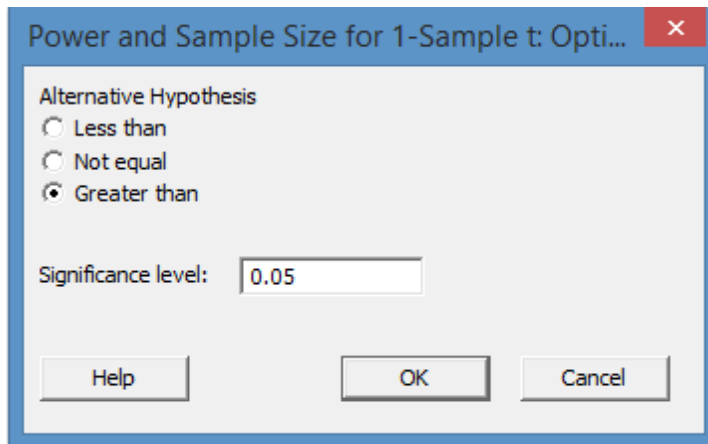 Power and Sample Size for 1-Sample t: Opti...
Alternative Hypothesis
Less than
Not equal
Greater than
Significance level: 0.05
Help OK Cancel